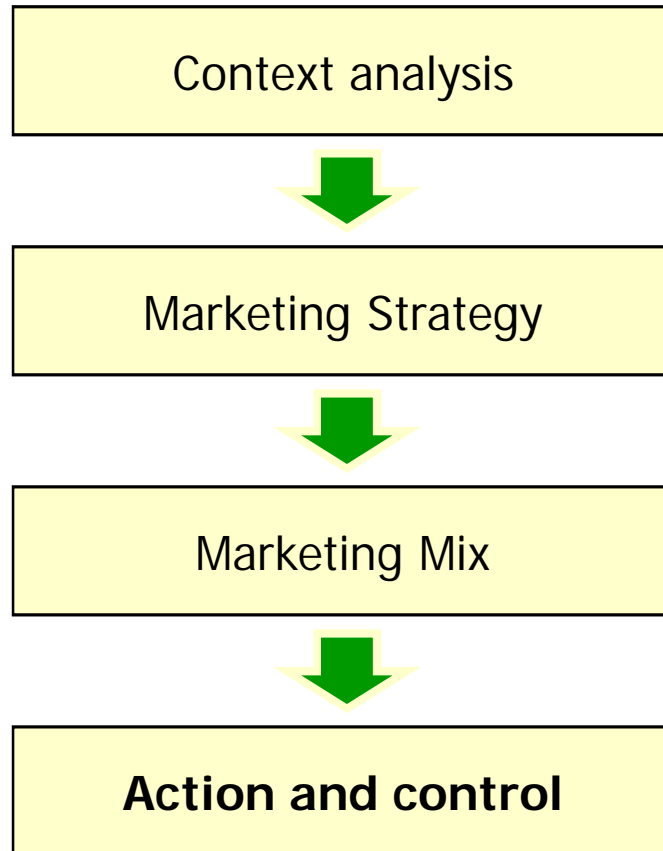 Context analysis
Marketing Strategy
Marketing Mix
Action and control